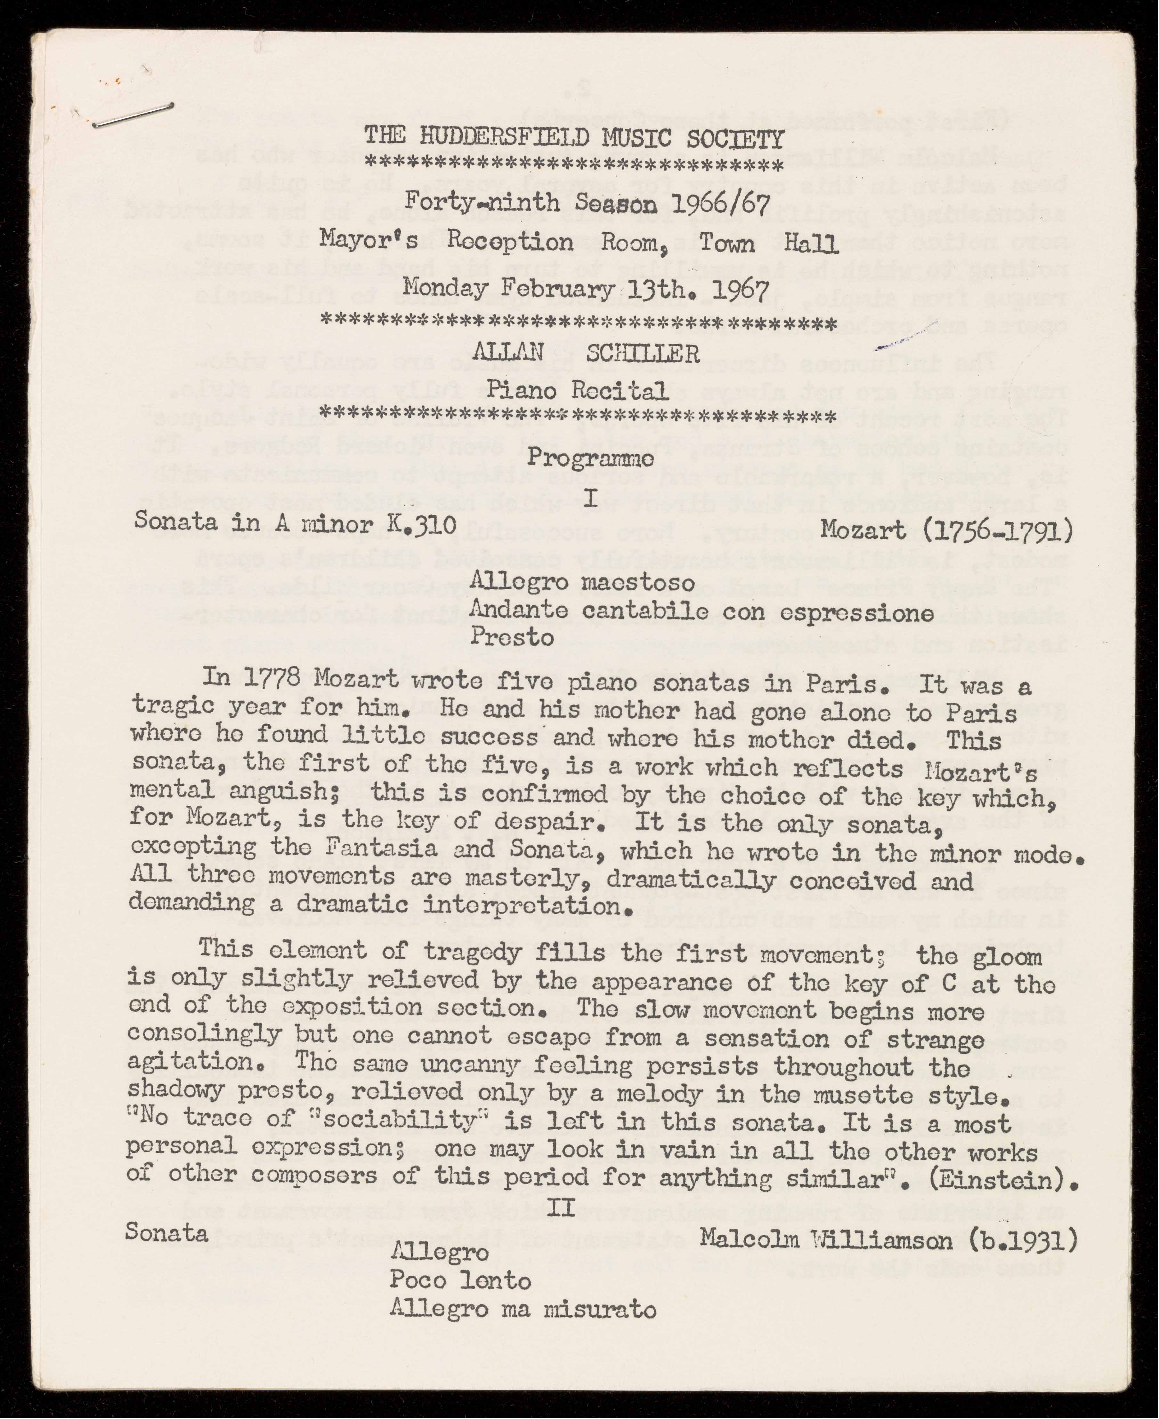 THE HUDDERSFIELD MUSIC SOCIETY
******************************
Forty-ninth Season 1966/67
Mayor's Reception Room, Town Hall
Monday February 13th. 1967
*************************************
ALLAN SCHILLER
Piano Recital
*************************************
Programme
I
Sonata in A minor K.310 Mozart (1756-1791)
Allegro maestoso
Andante cantabile con espressione
Presto
In 1778 Mozart wrote five piano sonatas in Paris. It was a
tragic year for him. He and his mother had gone alone to Paris
where he found little success and where his mother died. This
sonata, the first of the five, is a work which reflects Mozart's
mental anguish; this is confirmed by the choice of the key which,
for Mozart, is the key of despair. It is the only sonata,
excepting the Fantasia and Sonata, which he wrote in the minor mode.
All three movements are masterly, dramatically conceived and
demanding a dramatic interpretation.
This element of tragedy fills the first movement; the gloom
is only slightly relieved by the appearance of the key of C at the
end of the exposition section. The slow movement begins more
consolingly but one cannot escape from a sensation of strange
agitation. The same uncanny feeling persists throughout the
shadowy presto, relieved only by a melody in the musette style.
"No trace of "sociability" is left in this sonata. It is a most
personal expression; one may look in vain in all the other works
of other composers of this period for anything similar". (Einstein).
II
Sonata Malcolm Williamson (b.1931)
Allegro
Poco lento
Allegro ma misurato